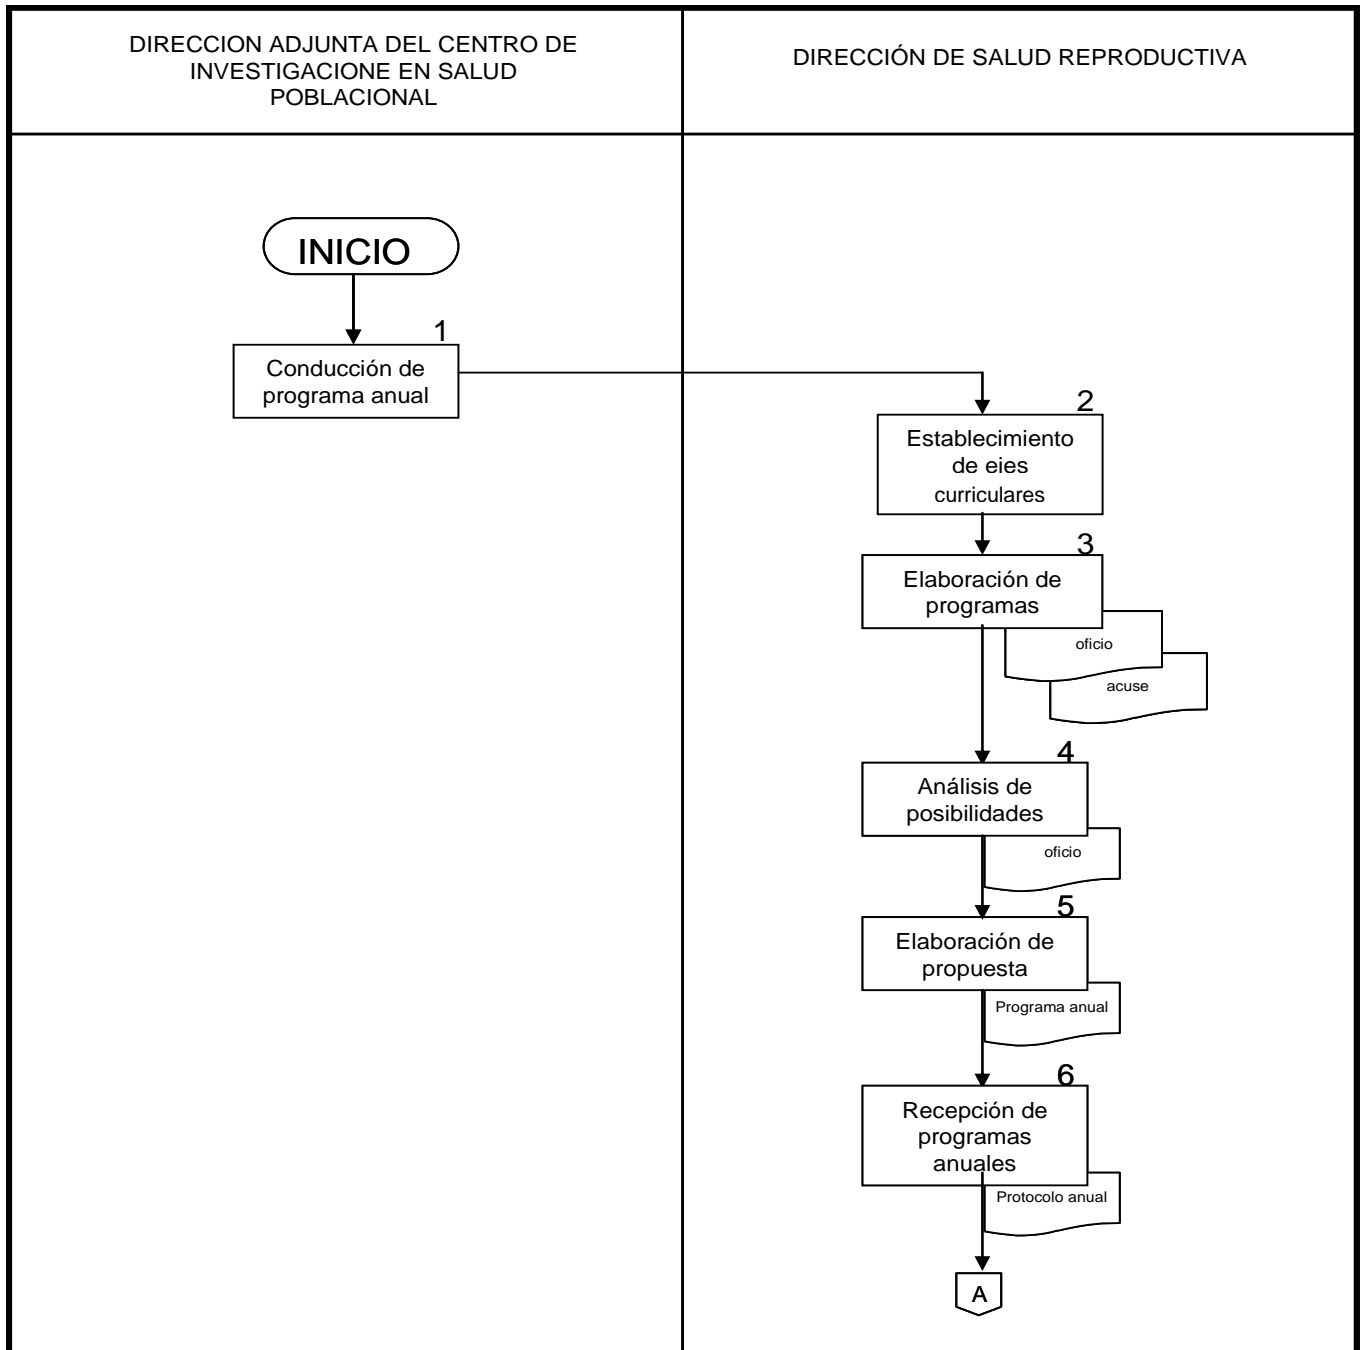 DIRECCION ADJUNTA DEL CENTRO DE
INVESTIGACIONE EN SALUD
POBLACIONAL
DIRECCIÓN DE SALUD REPRODUCTIVA
INICIO
1
Conducción de
programa anual
2
Establecimiento
de eies
curriculares
3
Elaboración de
programas
oficio
acuse
4
Análisis de
posibilidades
oficio
5
Elaboración de
propuesta
Programa anual
6
Recepción de
programas
anuales
Protocolo anual
A